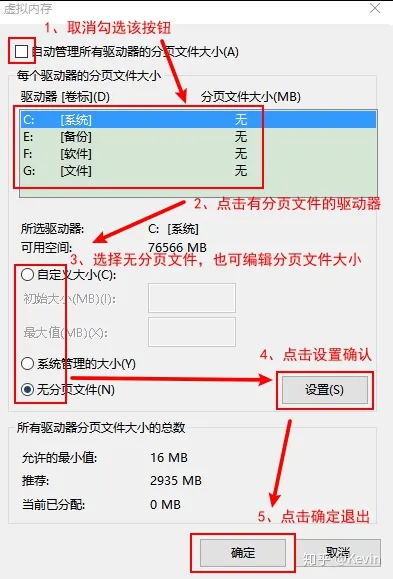 虚拟内存
1、取消勾选该按钮
自动管理所有驱动器的分页文件大小(A)
每个驱动器的分页文件大小
驱动器 [卷标](D) 分页文件大小(MB)
C: [系统] 无
E: [备份] 无
F: [软件] 无
G: [文件] 无
2、点击有分页文件的驱动器
所选驱动器: C: [系统]
可用空间: 76566 MB
3、选择无分页文件，也可编辑分页文件大小
自定义大小(C):
初始大小(MB)(I):
最大值(MB)(X):
4、点击设置确认
系统管理的大小(Y)
无分页文件(N) 设置(S)
所有驱动器分页文件大小的总数
允许的最小值: 16 MB
推荐: 2935 MB
当前已分配: 0 MB
5、点击确定退出
确定 取消
知乎 @Kevin